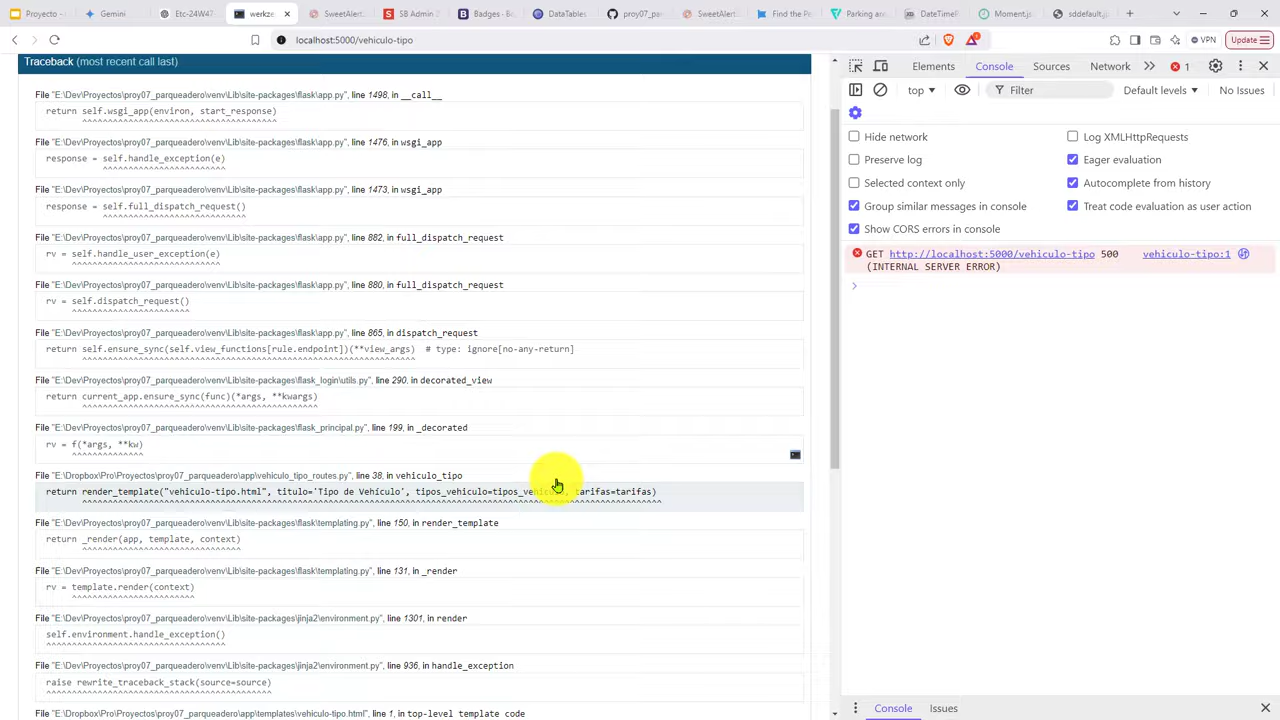 Proyecto -
Gemini
Etc-24W47
werkze
SweetAlert
SB Admin 2
Badges -
DataTables
proy07_pa
SweetAlert
Find the P
Parking an
DateTime
Moment.js
sddefault.j
localhost:5000/vehiculo-tipo
VPN
Update
Traceback (most recent call last)
File "E:\Dev\Proyectos\proy07_parqueadero\venv\Lib\site-packages\flask\app.py", line 1498, in __call__
return self.wsgi_app(environ, start_response)
^^^^^^^^^^^^^^^^^^^^^^^^^^^^^^^^^^^^^^
File "E:\Dev\Proyectos\proy07_parqueadero\venv\Lib\site-packages\flask\app.py", line 1476, in wsgi_app
response = self.handle_exception(e)
^^^^^^^^^^^^^^^^^^^^^^^^
File "E:\Dev\Proyectos\proy07_parqueadero\venv\Lib\site-packages\flask\app.py", line 1473, in wsgi_app
response = self.full_dispatch_request()
^^^^^^^^^^^^^^^^^^^^^^^^^^^^
File "E:\Dev\Proyectos\proy07_parqueadero\venv\Lib\site-packages\flask\app.py", line 882, in full_dispatch_request
rv = self.handle_user_exception(e)
^^^^^^^^^^^^^^^^^^^^^^^^^^^^^
File "E:\Dev\Proyectos\proy07_parqueadero\venv\Lib\site-packages\flask\app.py", line 880, in full_dispatch_request
rv = self.dispatch_request()
^^^^^^^^^^^^^^^^^^^^^^^
File "E:\Dev\Proyectos\proy07_parqueadero\venv\Lib\site-packages\flask\app.py", line 865, in dispatch_request
return self.ensure_sync(self.view_functions[rule.endpoint])(**view_args)  # type: ignore[no-any-return]
^^^^^^^^^^^^^^^^^^^^^^^^^^^^^^^^^^^^^^^^^^^^^^^^^^^^^^^^^^^^^^^^^
File "E:\Dev\Proyectos\proy07_parqueadero\venv\Lib\site-packages\flask_login\utils.py", line 290, in decorated_view
return current_app.ensure_sync(func)(*args, **kwargs)
^^^^^^^^^^^^^^^^^^^^^^^^^^^^^^^^^^^^^^^^^^^^^^
File "E:\Dev\Proyectos\proy07_parqueadero\venv\Lib\site-packages\flask_principal.py", line 199, in _decorated
rv = f(*args, **kw)
^^^^^^^^^^^^^^
File "E:\Dropbox\Pro\Proyectos\proy07_parqueadero\app\vehiculo_tipo_routes.py", line 38, in vehiculo_tipo
return render_template("vehiculo-tipo.html", titulo='Tipo de Vehículo', tipos_vehiculo=tipos_vehiculo, tarifas=tarifas)
^^^^^^^^^^^^^^^^^^^^^^^^^^^^^^^^^^^^^^^^^^^^^^^^^^^^^^^^^^^^^^^^^^^^^^^^^^^^^^^^^^^^^^^^^^^^^^^^^^^^^^^^^^^^^^^^
File "E:\Dev\Proyectos\proy07_parqueadero\venv\Lib\site-packages\flask\templating.py", line 150, in render_template
return _render(app, template, context)
^^^^^^^^^^^^^^^^^^^^^^^^^^^^^^^
File "E:\Dev\Proyectos\proy07_parqueadero\venv\Lib\site-packages\flask\templating.py", line 131, in _render
rv = template.render(context)
^^^^^^^^^^^^^^^^^^^^^^^^
File "E:\Dev\Proyectos\proy07_parqueadero\venv\Lib\site-packages\jinja2\environment.py", line 1301, in render
self.environment.handle_exception()
^^^^^^^^^^^^^^^^^^^^^^^^^^^^^^^^^^^
File "E:\Dev\Proyectos\proy07_parqueadero\venv\Lib\site-packages\jinja2\environment.py", line 936, in handle_exception
raise rewrite_traceback_stack(source=source)
^^^^^^^^^^^^^^^^^^^^^^^^^^^^^^^^^^^^^^^^^^^^
File "E:\Dropbox\Pro\Proyectos\proy07_parqueadero\app\templates\vehiculo-tipo.html", line 1, in top-level template code
Elements
Console
Sources
Network
1
top
Filter
Default levels
No Issues
Hide network
Log XMLHttpRequests
Preserve log
Eager evaluation
Selected context only
Autocomplete from history
Group similar messages in console
Treat code evaluation as user action
Show CORS errors in console
GET http://localhost:5000/vehiculo-tipo 500 vehiculo-tipo:1
(INTERNAL SERVER ERROR)
Console
Issues